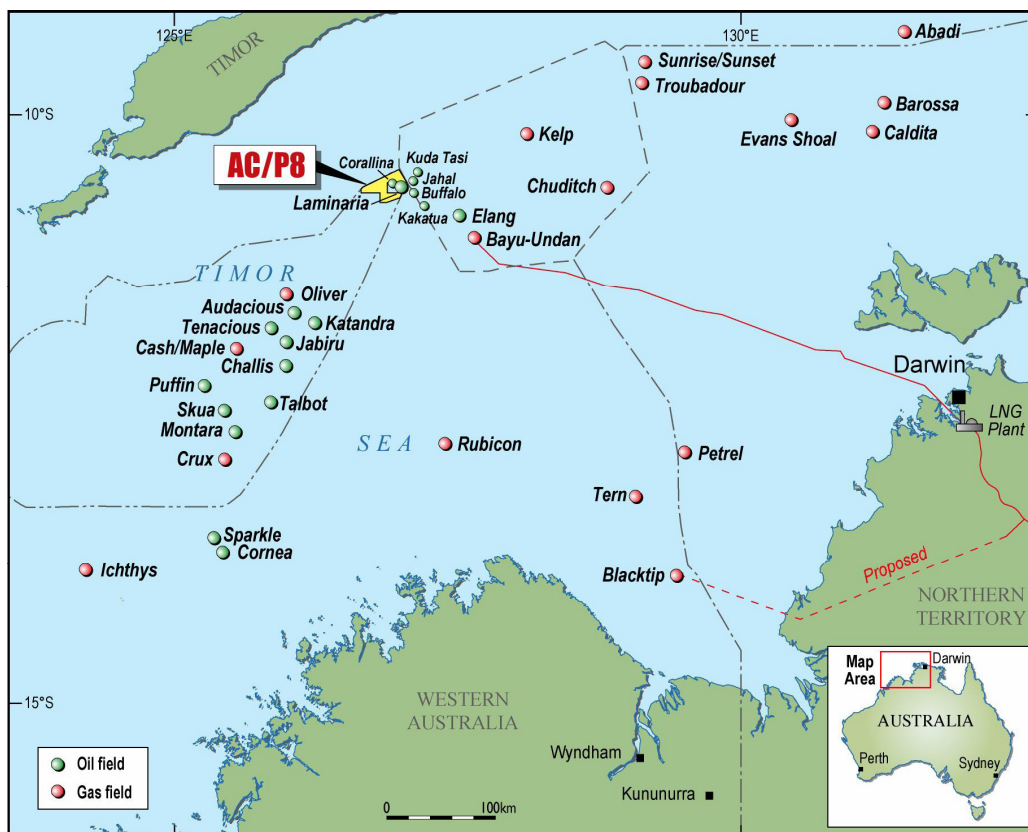 125°E
130°E
Abadi
TIMOR
Sunrise/Sunset
Troubadour
10°S
Barossa
Kelp
Evans Shoal
Caldita
AC/P8
Corallina
Kuda Tasi
Jahal
Buffalo
Chuditch
Laminaria
Kakatua
Elang
Bayu-Undan
TIMOR
Oliver
Audacious
Katandra
Tenacious
Jabiru
Cash/Maple
Challis
Darwin
Puffin
Talbot
Skua
LNG
Plant
Montara
SEA
Rubicon
Petrel
Crux
Tern
Sparkle
Cornea
Proposed
Ichthys
Blacktip
NORTHERN
TERRITORY
Map
Area
Darwin
WESTERN
AUSTRALIA
15°S
AUSTRALIA
Wyndham
Perth
Sydney
Oil field
Gas field
Kununurra
0
100km